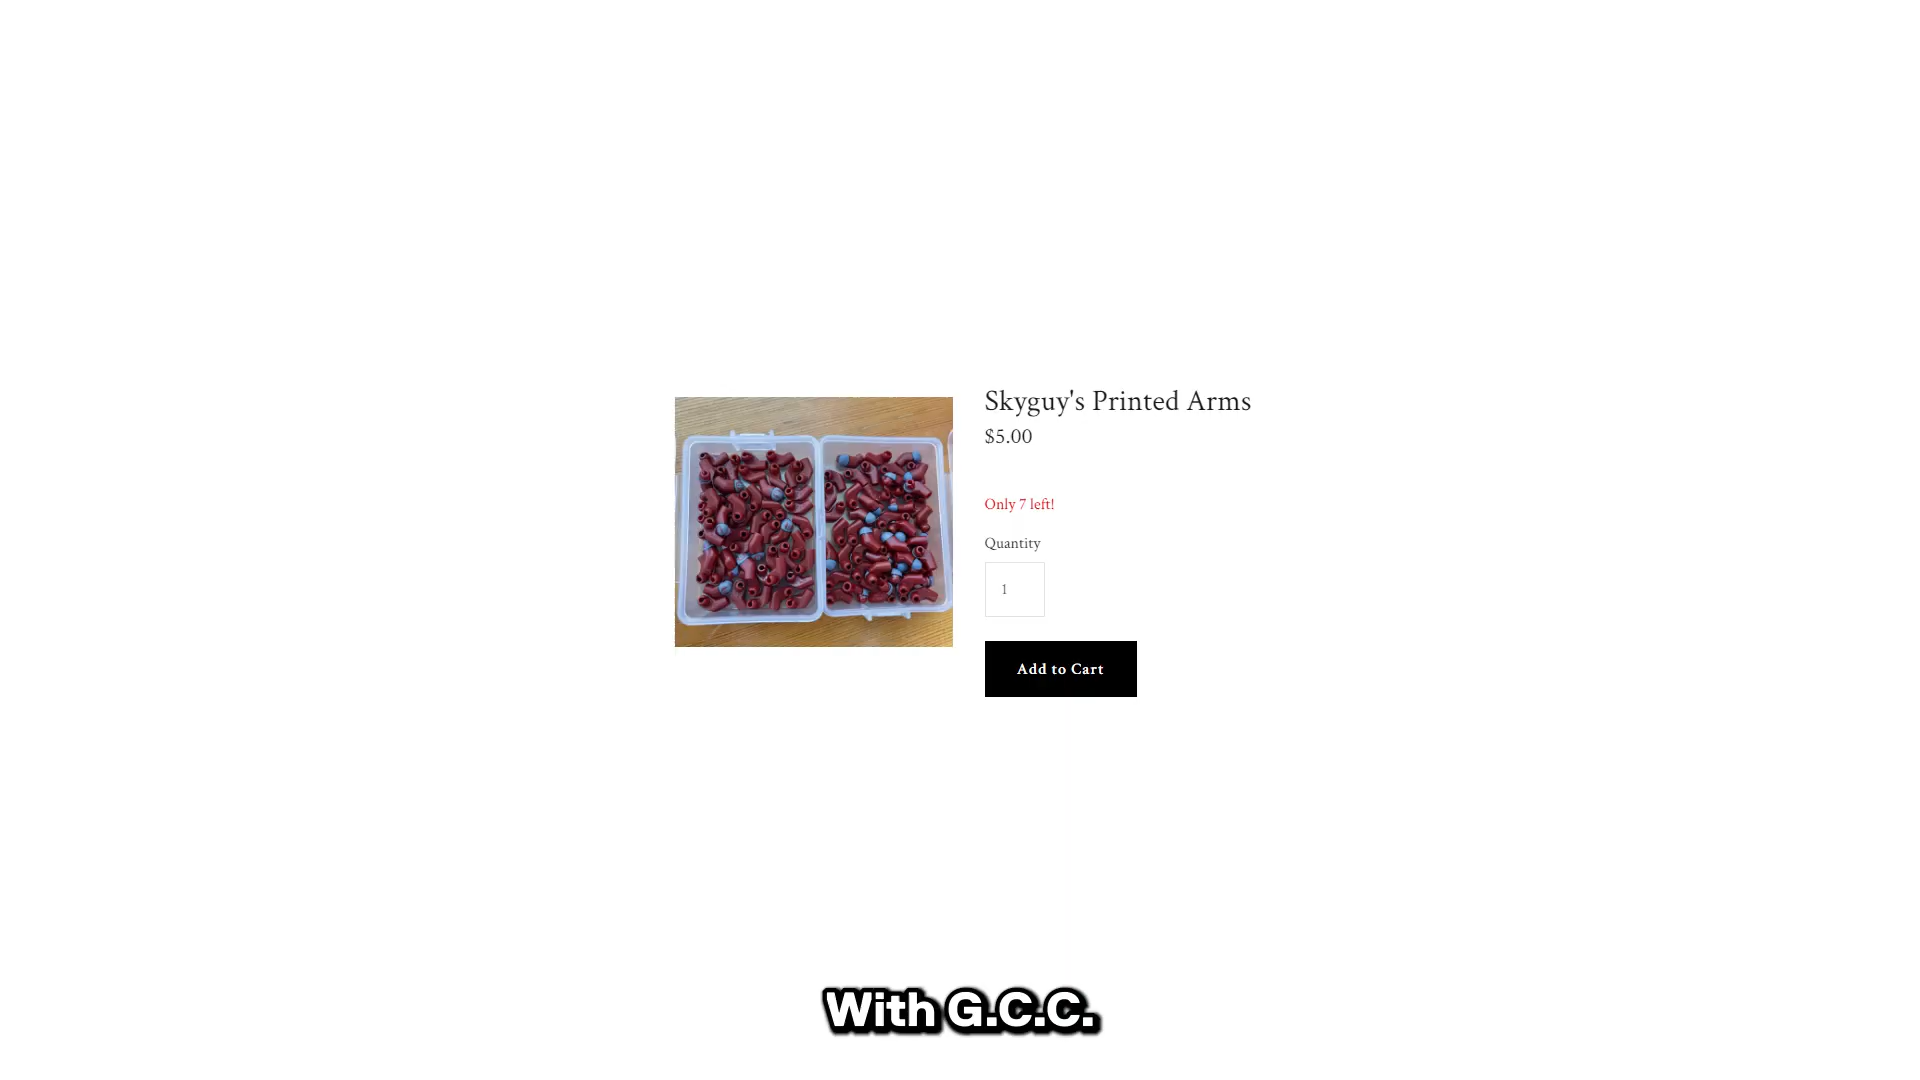 Skyguy's Printed Arms
$5.00
Only 7 left!
Quantity
1
Add to Cart
With G.C.C.